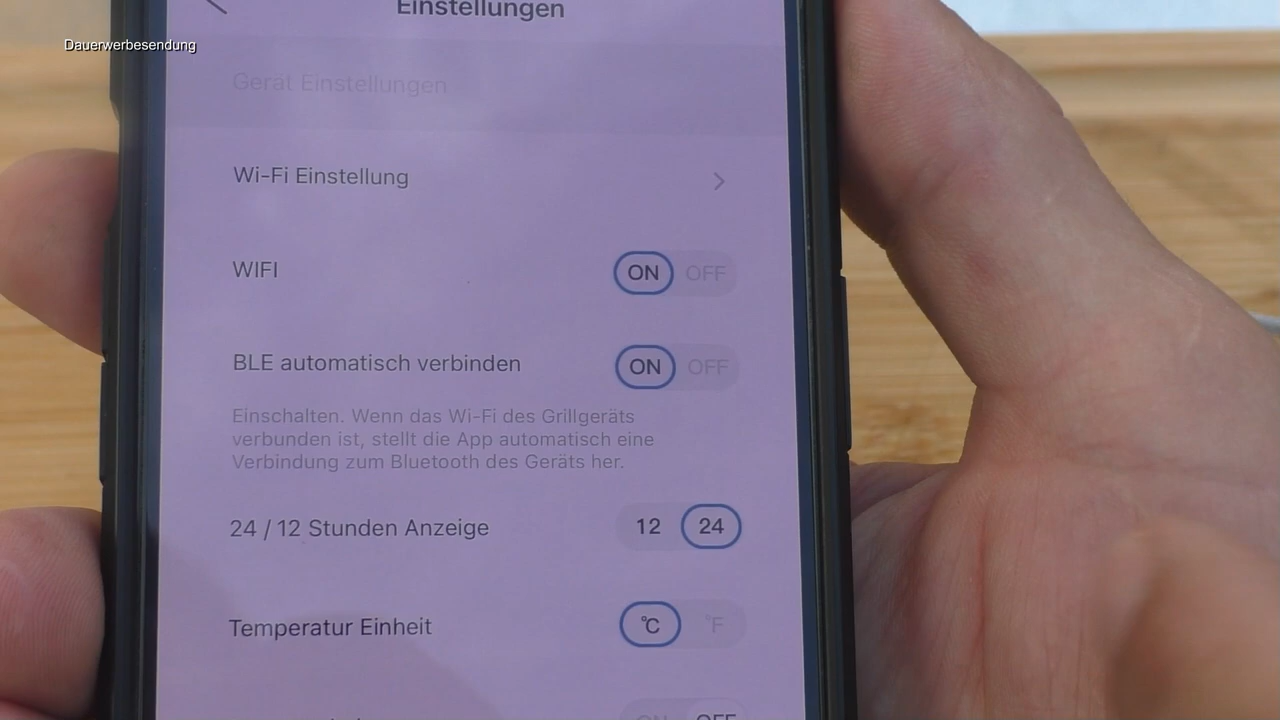 Einstellungen
Dauerwerbesendung
Gerät Einstellungen
Wi-Fi Einstellung
WIFI ON OFF
BLE automatisch verbinden ON OFF
Einschalten. Wenn das Wi-Fi des Grillgeräts
verbunden ist, stellt die App automatisch eine
Verbindung zum Bluetooth des Geräts her.
24 / 12 Stunden Anzeige 12 24
Temperatur Einheit °C °F
ON OFF